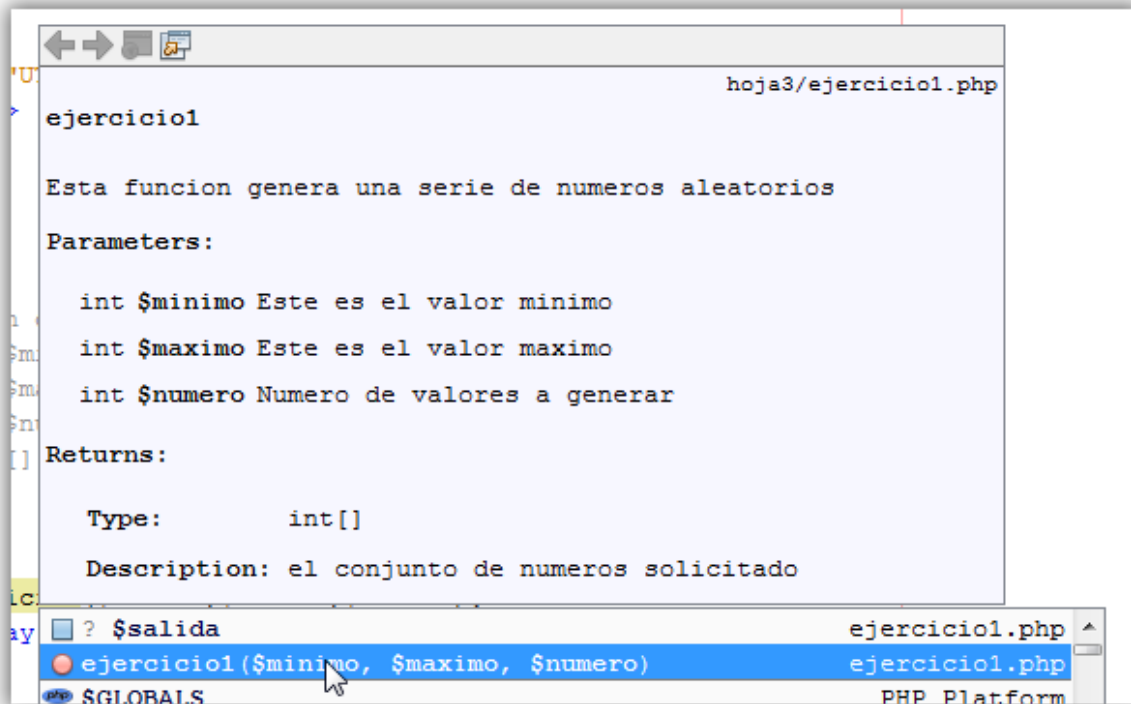 hoja3/ejercicio1.php
ejercicio1
Esta funcion genera una serie de numeros aleatorios
Parameters:
int $minimo Este es el valor minimo
int $maximo Este es el valor maximo
int $numero Numero de valores a generar
Returns:
Type: int[]
Description: el conjunto de numeros solicitado
? $salida ejercicio1.php
ejercicio1($minimo, $maximo, $numero) ejercicio1.php
php $GLOBALS PHP Platform